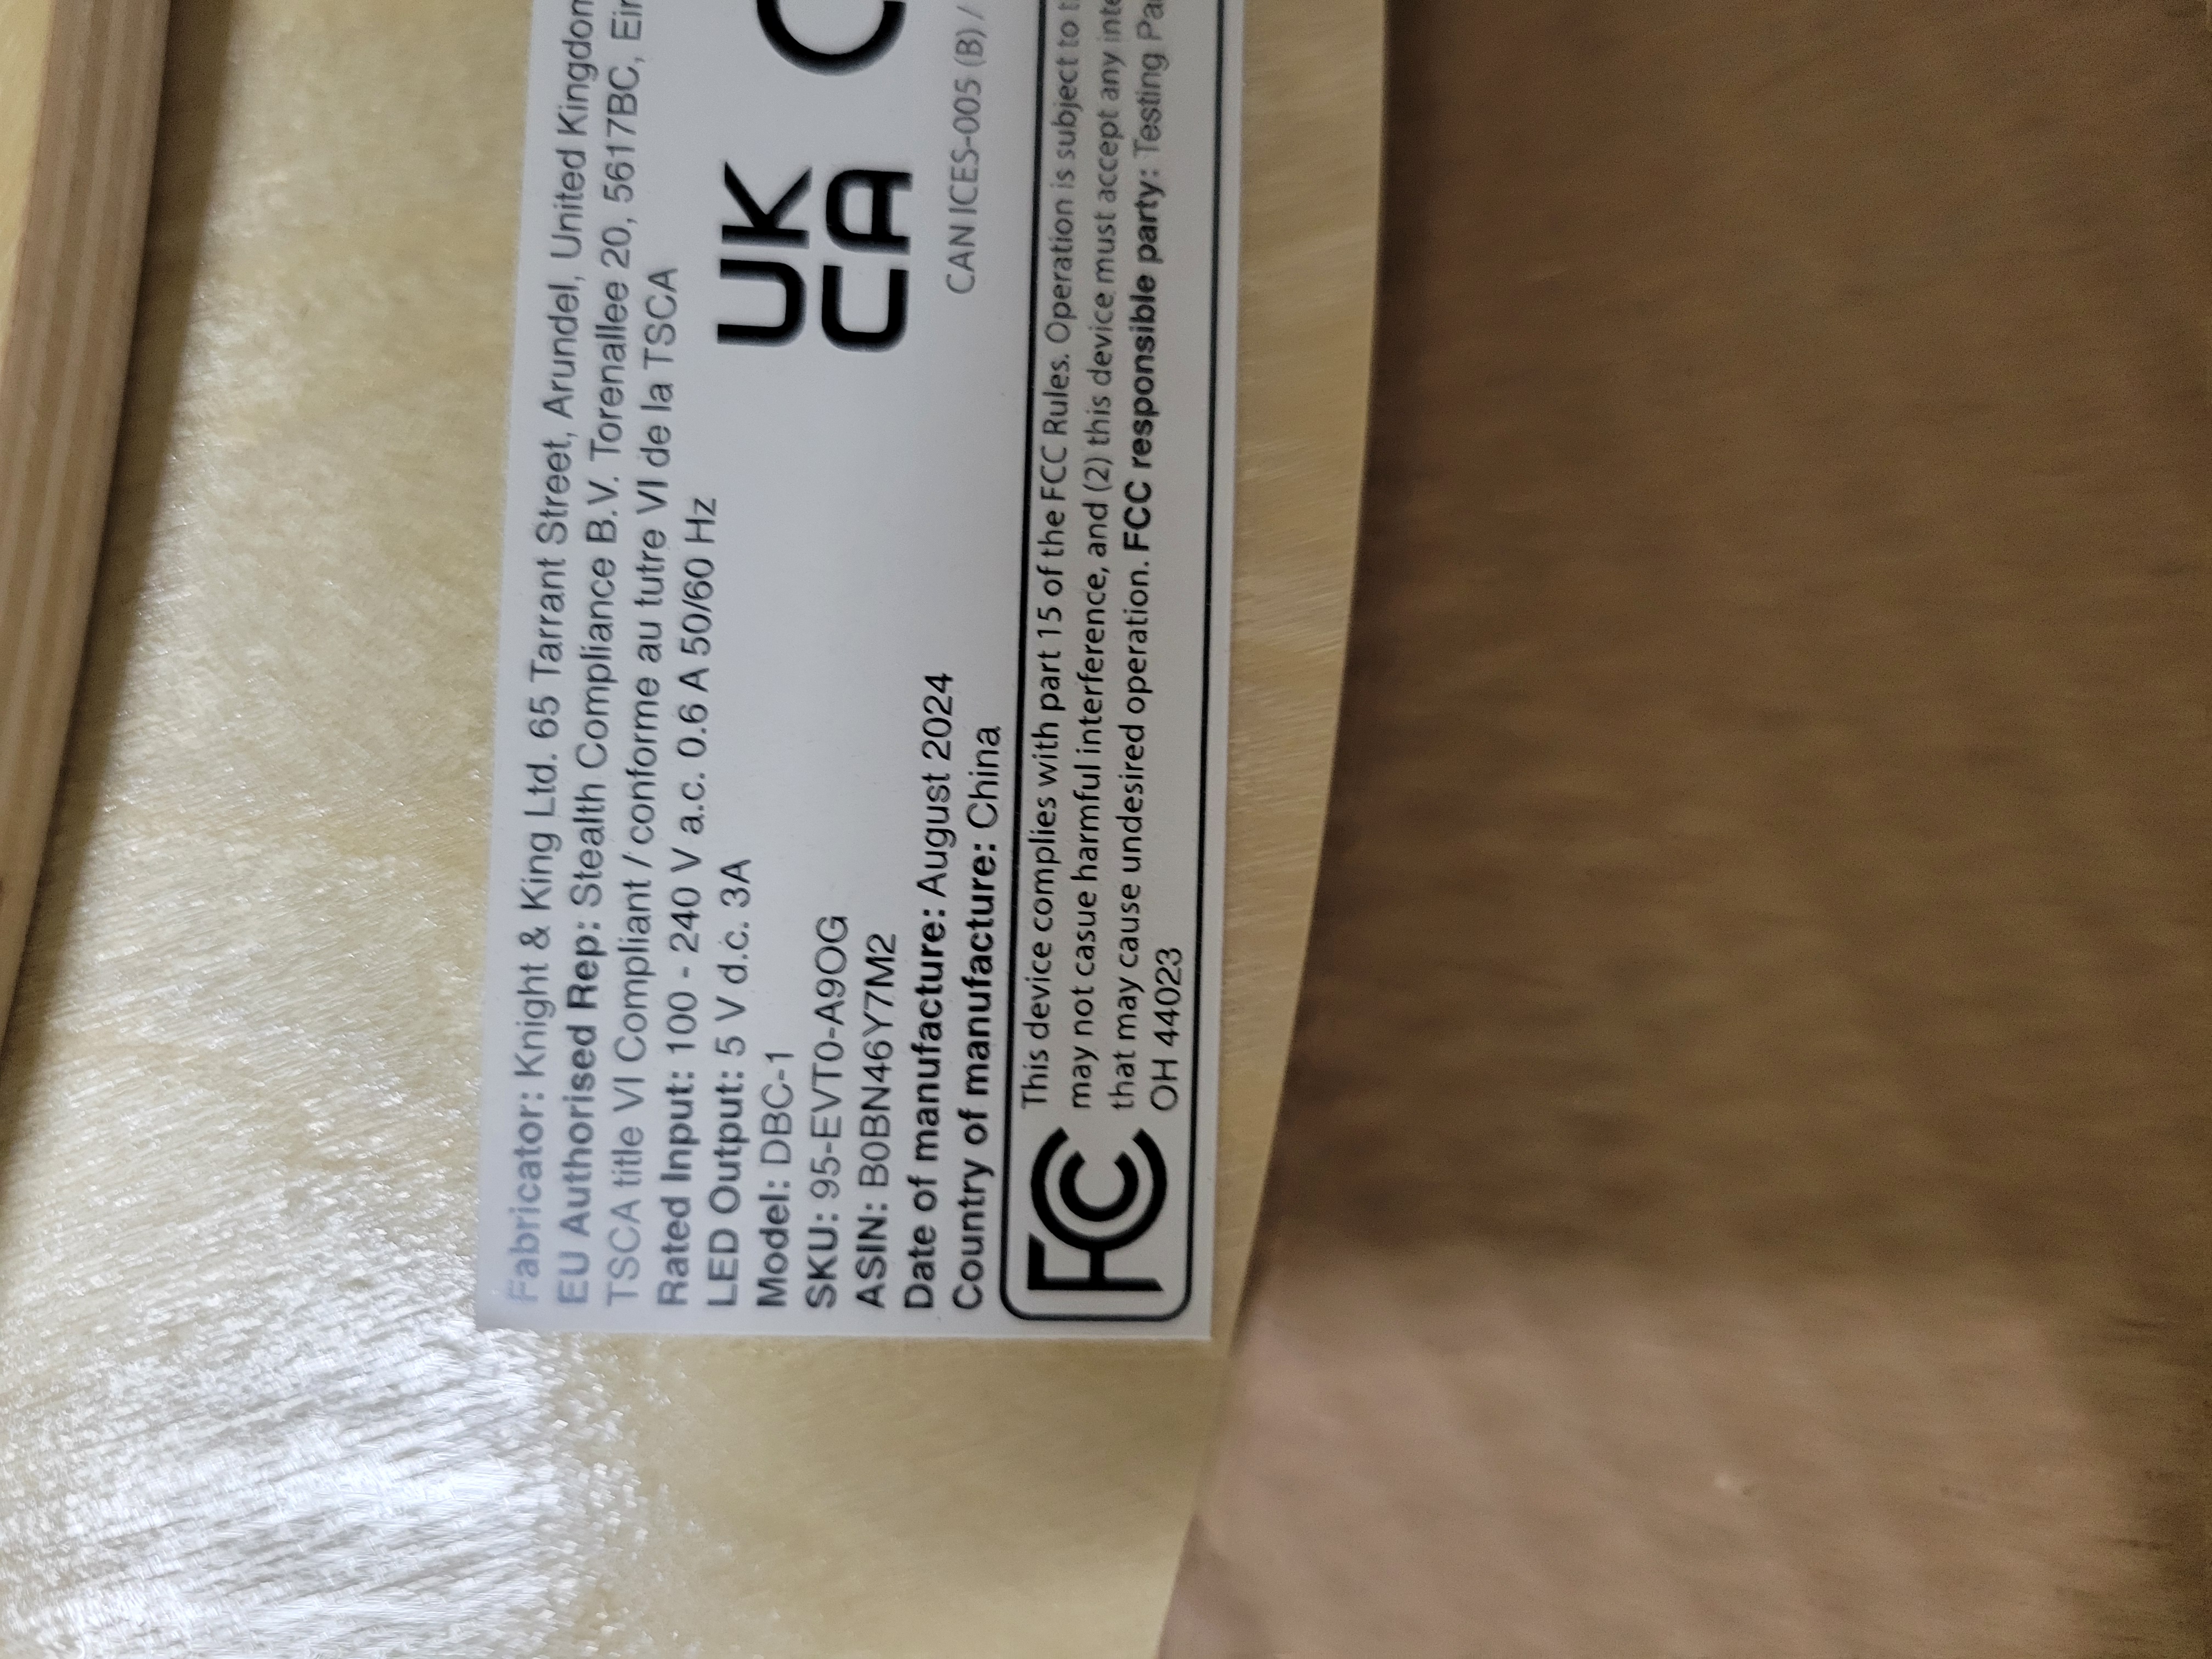 Fabricator: Knight & King Ltd. 65 Tarrant Street, Arundel, United Kingdom
EU Authorised Rep: Stealth Compliance B.V. Torenallee 20, 5617BC,
TSCA title VI Compliant / conforme au tutre VI de la TSCA
Rated Input: 100 - 240 V a.c. 0.6 A 50/60 Hz
LED Output: 5 V d.c. 3A
Model: DBC-1
SKU: 95-EVT0-A9OG
ASIN: B0BN46Y7M2
Date of manufacture: August 2024
Country of manufacture: China
UK
CA
CAN ICES-005 (B) /
FC
This device complies with part 15 of the FCC Rules. Operation is subject to
may not casue harmful interference, and (2) this device must accept any
that may cause undesired operation. FCC responsible party: Testing
OH 44023